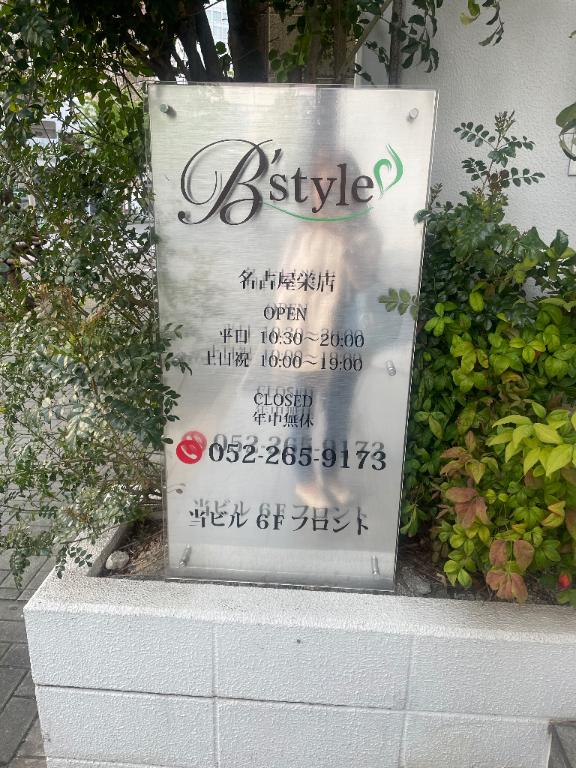 B'style
名古屋栄店
OPEN
平日 10:30～20:00
土日祝 10:00～19:00
CLOSED
年中無休
052-265-9173
当ビル 6F フロント